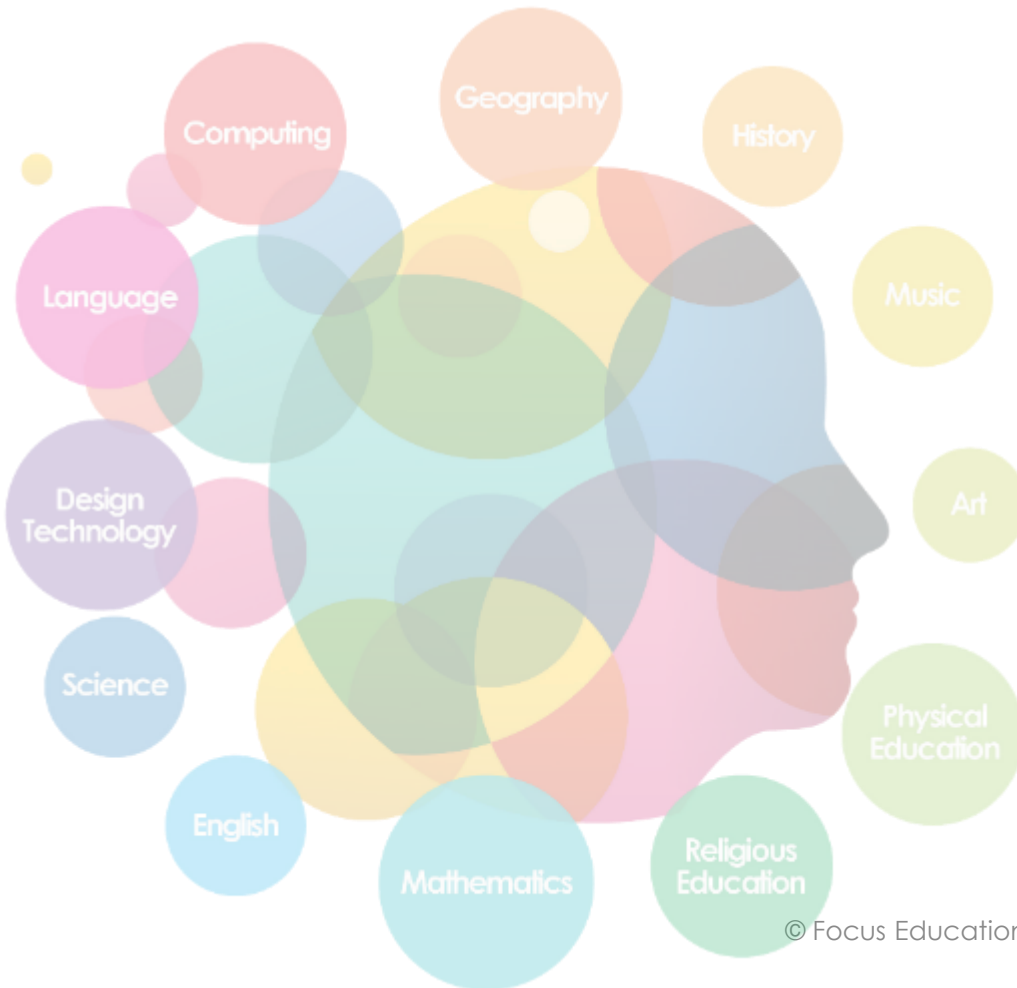 Geography
Computing
History
Language
Music
Design
Technology
Art
Science
Physical
Education
English
Religious
Education
Mathematics
© Focus Education